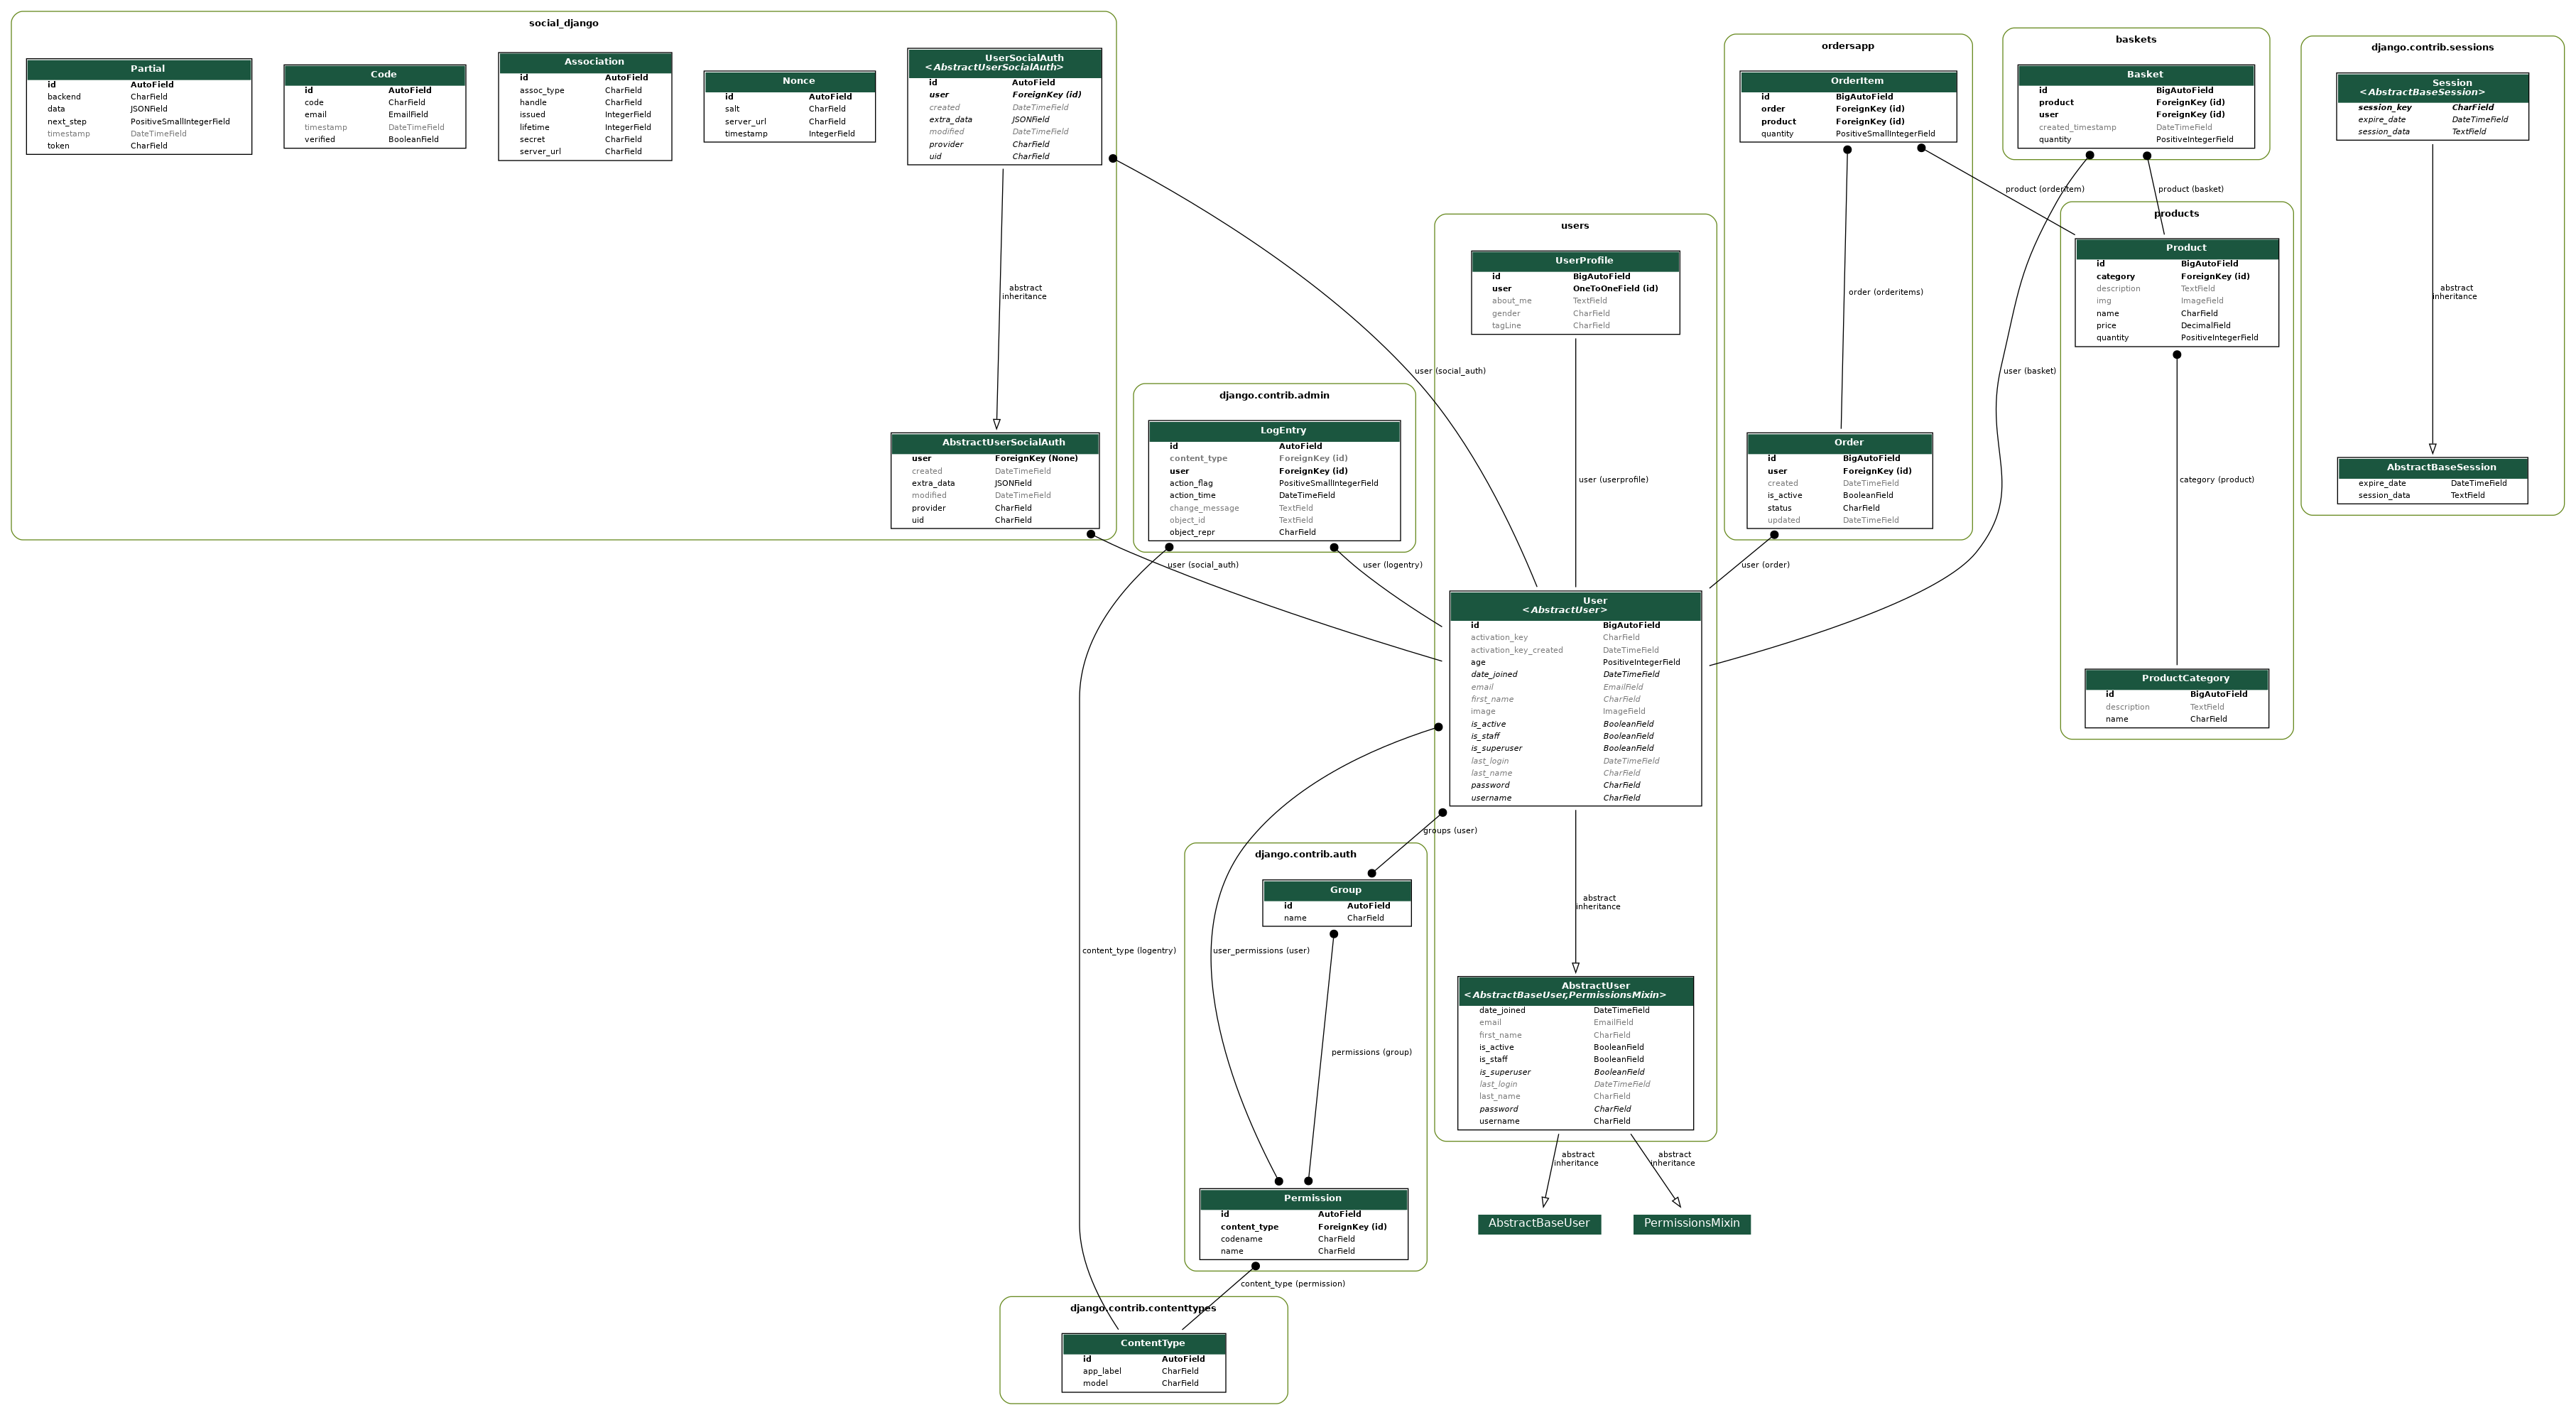 social_django
Partial
id AutoField
backend CharField
data JSONField
next_step PositiveSmallIntegerField
timestamp DateTimeField
token CharField
Code
id AutoField
code CharField
email EmailField
timestamp DateTimeField
verified BooleanField
Association
id AutoField
assoc_type CharField
handle CharField
issued IntegerField
lifetime IntegerField
secret CharField
server_url CharField
Nonce
id AutoField
salt CharField
server_url CharField
timestamp IntegerField
UserSocialAuth
<AbstractUserSocialAuth>
id AutoField
user ForeignKey (id)
created DateTimeField
extra_data JSONField
modified DateTimeField
provider CharField
uid CharField
abstract
inheritance
AbstractUserSocialAuth
user ForeignKey (None)
created DateTimeField
extra_data JSONField
modified DateTimeField
provider CharField
uid CharField
user (social_auth)
user (social_auth)
django.contrib.admin
LogEntry
id AutoField
content_type ForeignKey (id)
user ForeignKey (id)
action_flag PositiveSmallIntegerField
action_time DateTimeField
change_message TextField
object_id TextField
object_repr CharField
user (logentry)
content_type (logentry)
users
UserProfile
id BigAutoField
user OneToOneField (id)
about_me TextField
gender CharField
tagLine CharField
user (userprofile)
User
<AbstractUser>
id BigAutoField
activation_key CharField
activation_key_created DateTimeField
age PositiveIntegerField
date_joined DateTimeField
email EmailField
first_name CharField
image ImageField
is_active BooleanField
is_staff BooleanField
is_superuser BooleanField
last_login DateTimeField
last_name CharField
password CharField
username CharField
abstract
inheritance
AbstractUser
<AbstractBaseUser,PermissionsMixin>
date_joined DateTimeField
email EmailField
first_name CharField
is_active BooleanField
is_staff BooleanField
is_superuser BooleanField
last_login DateTimeField
last_name CharField
password CharField
username CharField
abstract
inheritance
abstract
inheritance
AbstractBaseUser
PermissionsMixin
ordersapp
OrderItem
id BigAutoField
order ForeignKey (id)
product ForeignKey (id)
quantity PositiveSmallIntegerField
order (orderitems)
product (orderitem)
Order
id BigAutoField
user ForeignKey (id)
created DateTimeField
is_active BooleanField
status CharField
updated DateTimeField
user (order)
baskets
Basket
id BigAutoField
product ForeignKey (id)
user ForeignKey (id)
created_timestamp DateTimeField
quantity PositiveIntegerField
product (basket)
user (basket)
products
Product
id BigAutoField
category ForeignKey (id)
description TextField
img ImageField
name CharField
price DecimalField
quantity PositiveIntegerField
category (product)
ProductCategory
id BigAutoField
description TextField
name CharField
django.contrib.sessions
Session
<AbstractBaseSession>
session_key CharField
expire_date DateTimeField
session_data TextField
abstract
inheritance
AbstractBaseSession
expire_date DateTimeField
session_data TextField
groups (user)
django.contrib.auth
Group
id AutoField
name CharField
user_permissions (user)
permissions (group)
Permission
id AutoField
content_type ForeignKey (id)
codename CharField
name CharField
content_type (permission)
django.contrib.contenttypes
ContentType
id AutoField
app_label CharField
model CharField